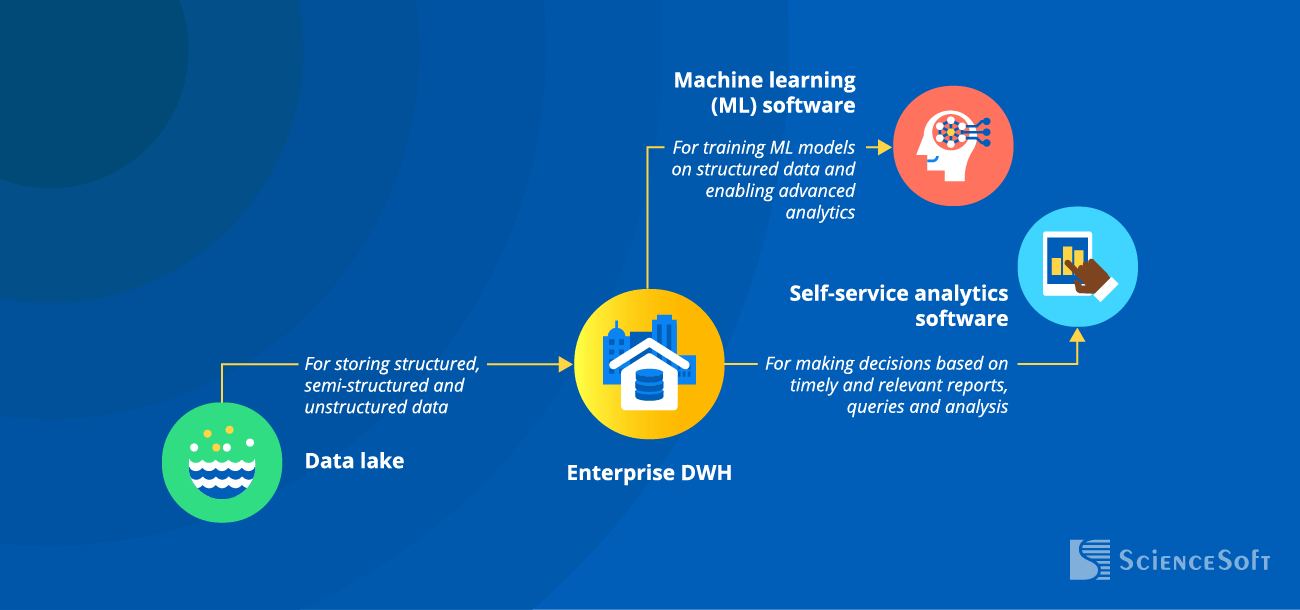 Machine learning
(ML) software
For training ML models
on structured data and
enabling advanced
analytics
Self-service analytics
software
For making decisions based on
timely and relevant reports,
queries and analysis
For storing structured,
semi-structured and
unstructured data
Data lake
Enterprise DWH
ScienceSoft